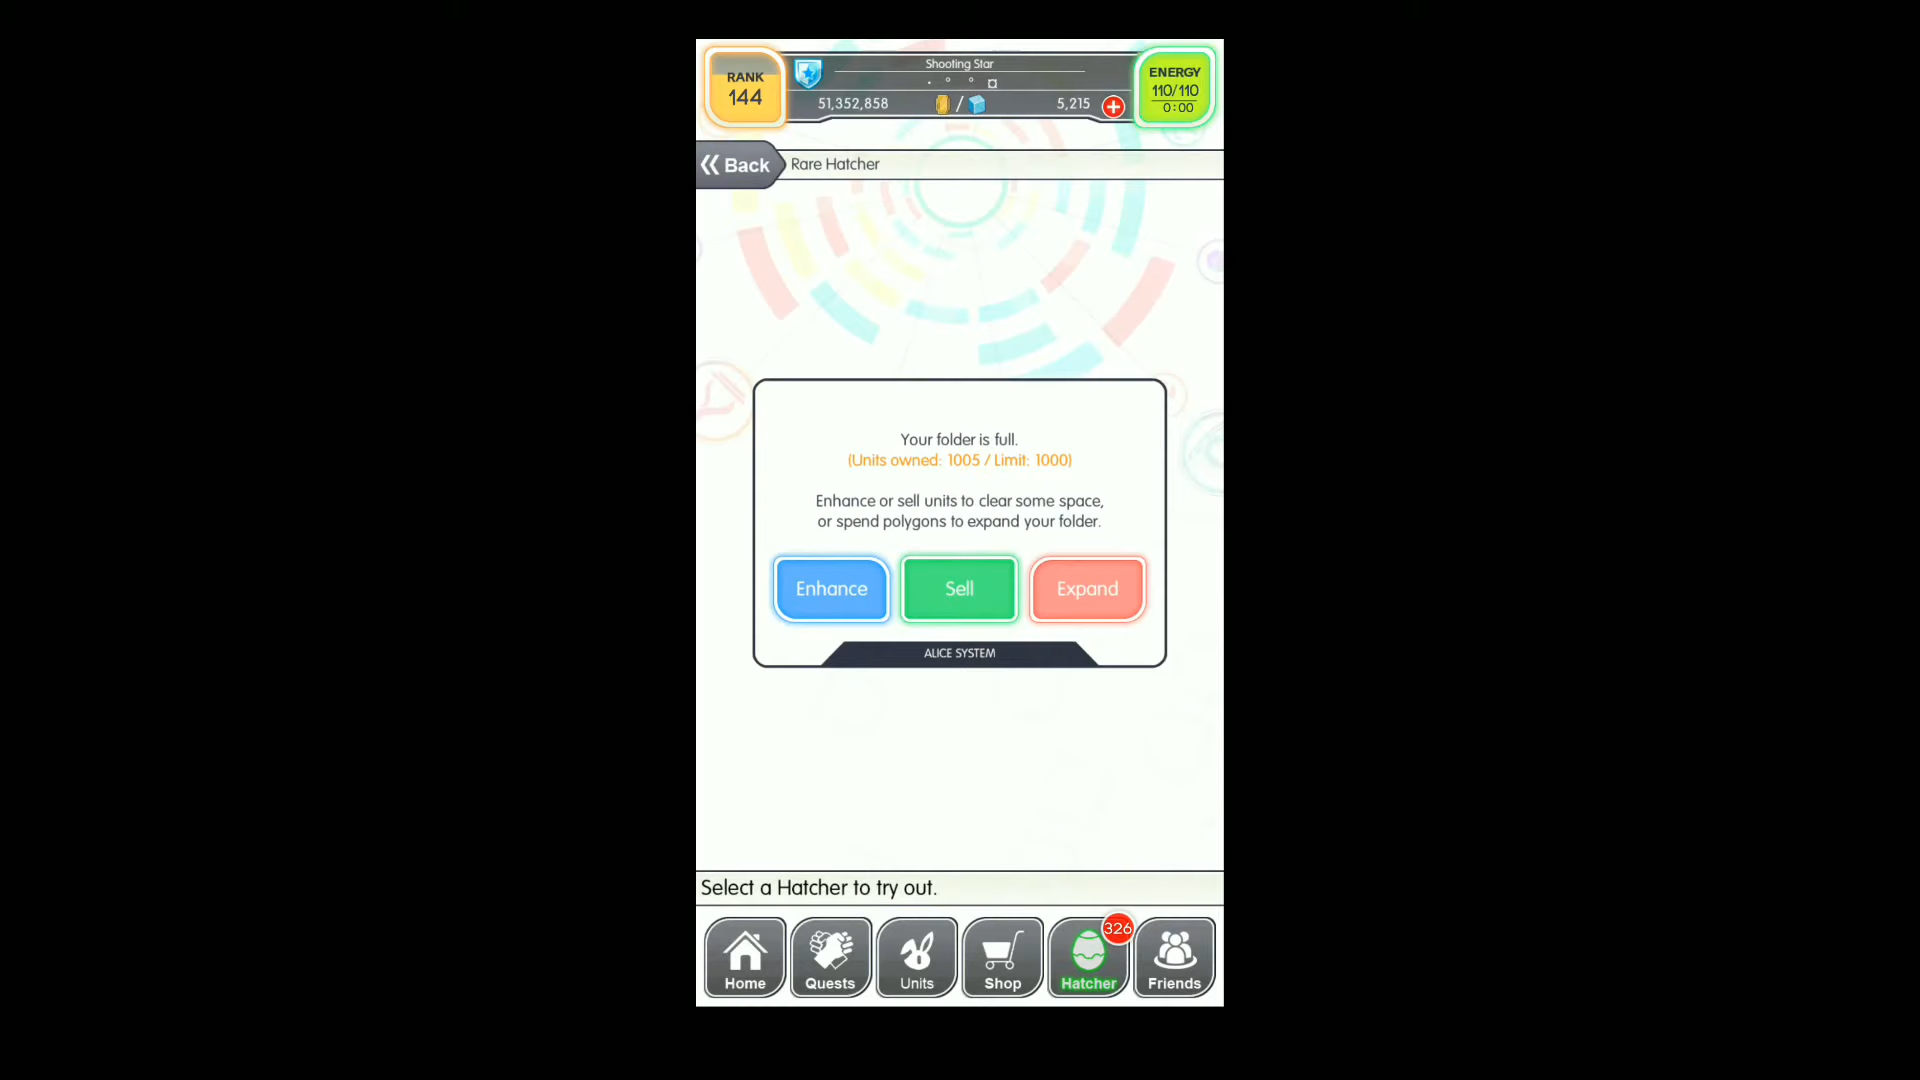 RANK
144
Shooting Star
51,352,858 / 5,215
ENERGY
110/110
0:00
Back
Rare Hatcher
Your folder is full.
(Units owned: 1005 / Limit: 1000)
Enhance or sell units to clear some space,
or spend polygons to expand your folder.
Enhance
Sell
Expand
ALICE SYSTEM
Select a Hatcher to try out.
326
Home
Quests
Units
Shop
Hatcher
Friends